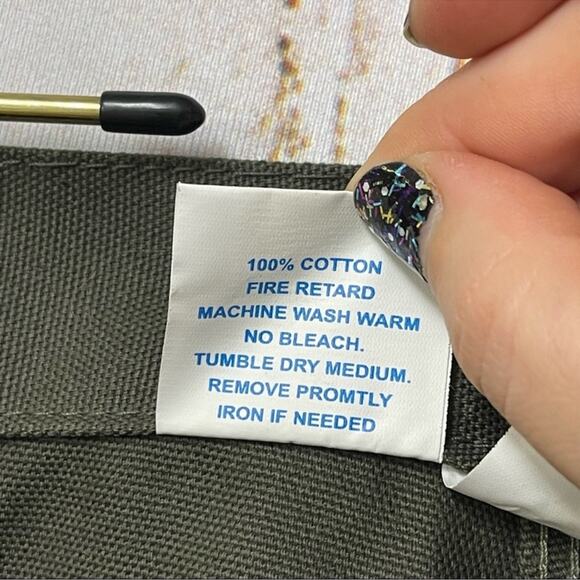 100% COTTON
FIRE RETARD
MACHINE WASH WARM
NO BLEACH.
TUMBLE DRY MEDIUM.
REMOVE PROMTLY
IRON IF NEEDED